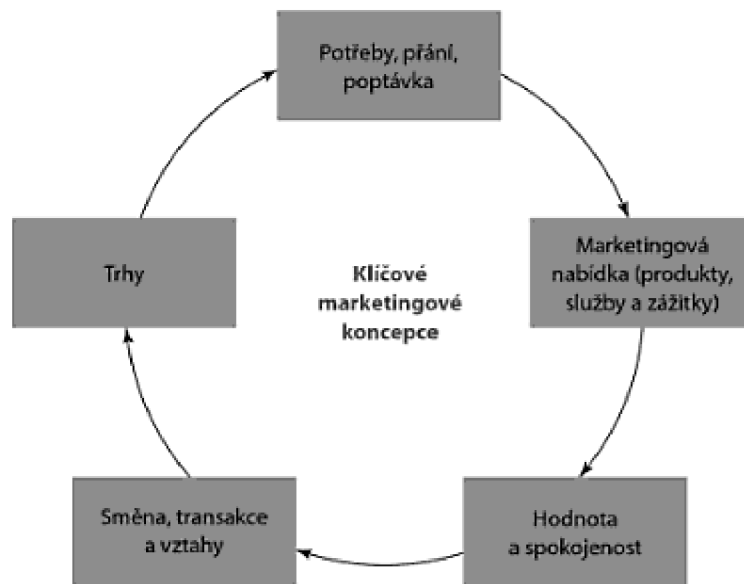 Potřeby, přání,
poptávka
Marketingová
nabídka (produkty,
služby a zážitky)
Hodnota
a spokojenost
Směna, transakce
a vztahy
Trhy
Klíčové
marketingové
koncepce